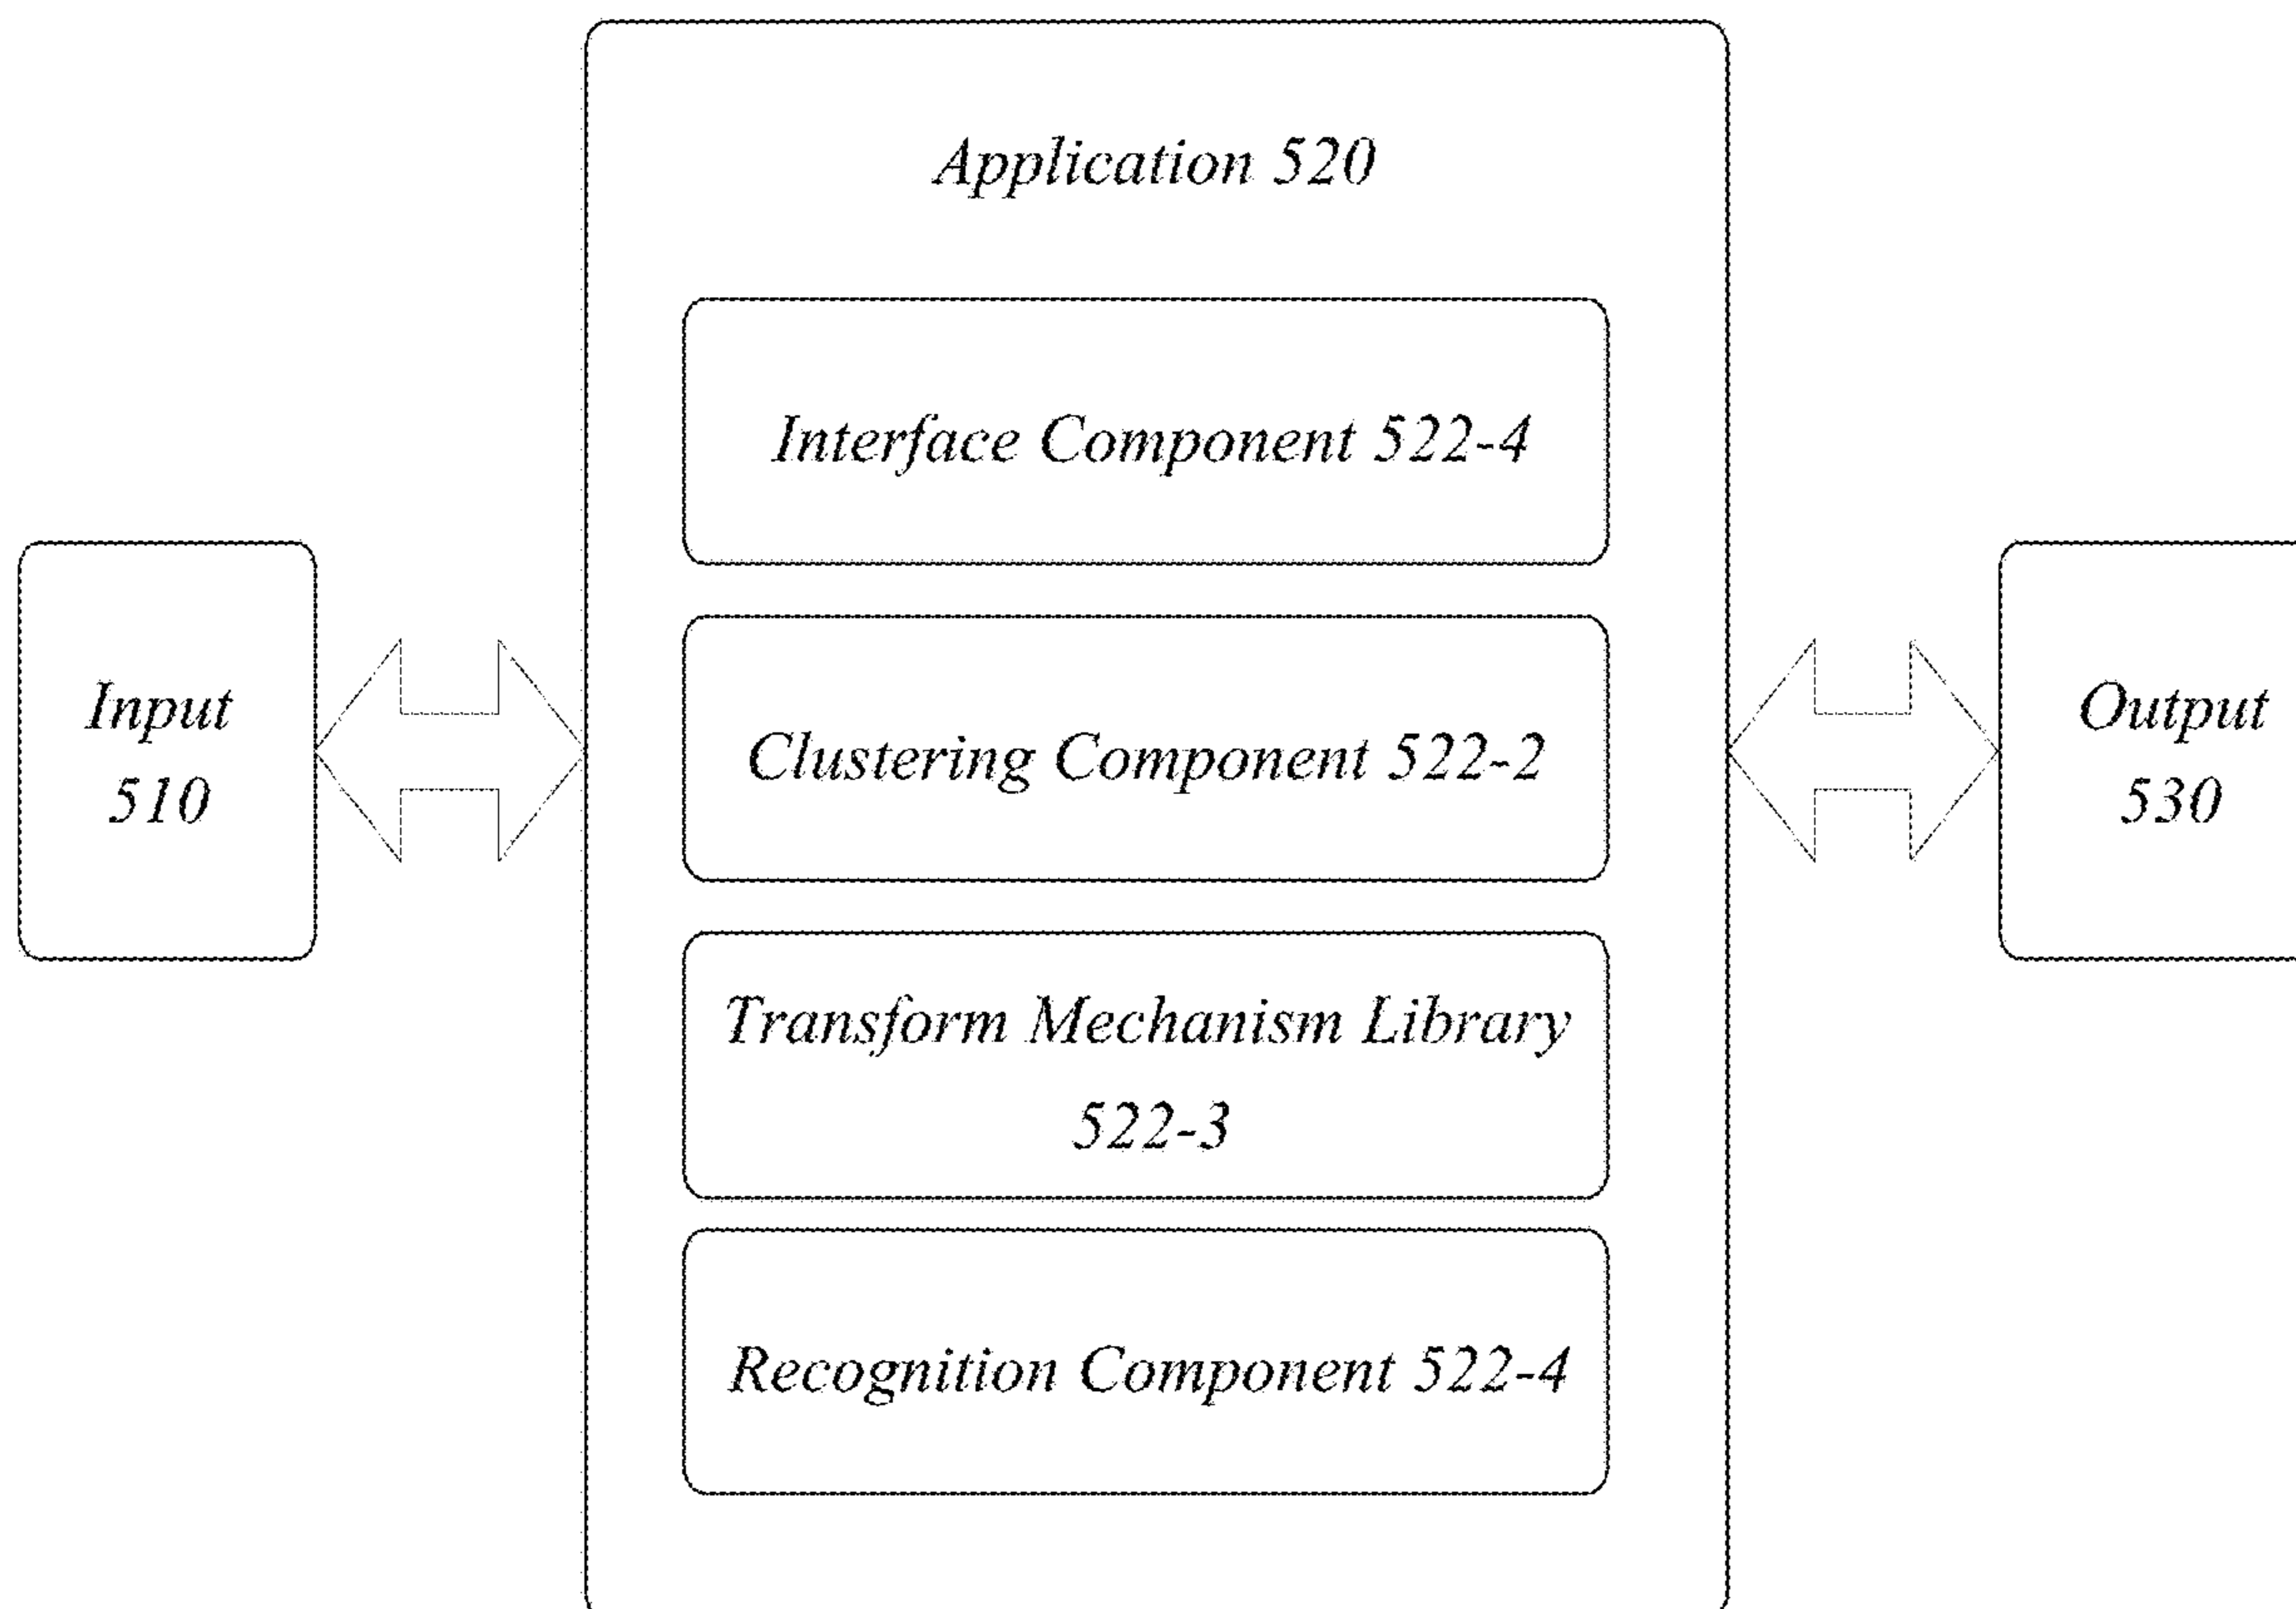 Application 520
Interface Component 522-4
Input
510
Clustering Component 522-2
Output
530
Transform Mechanism Library
522-3
Recognition Component 522-4